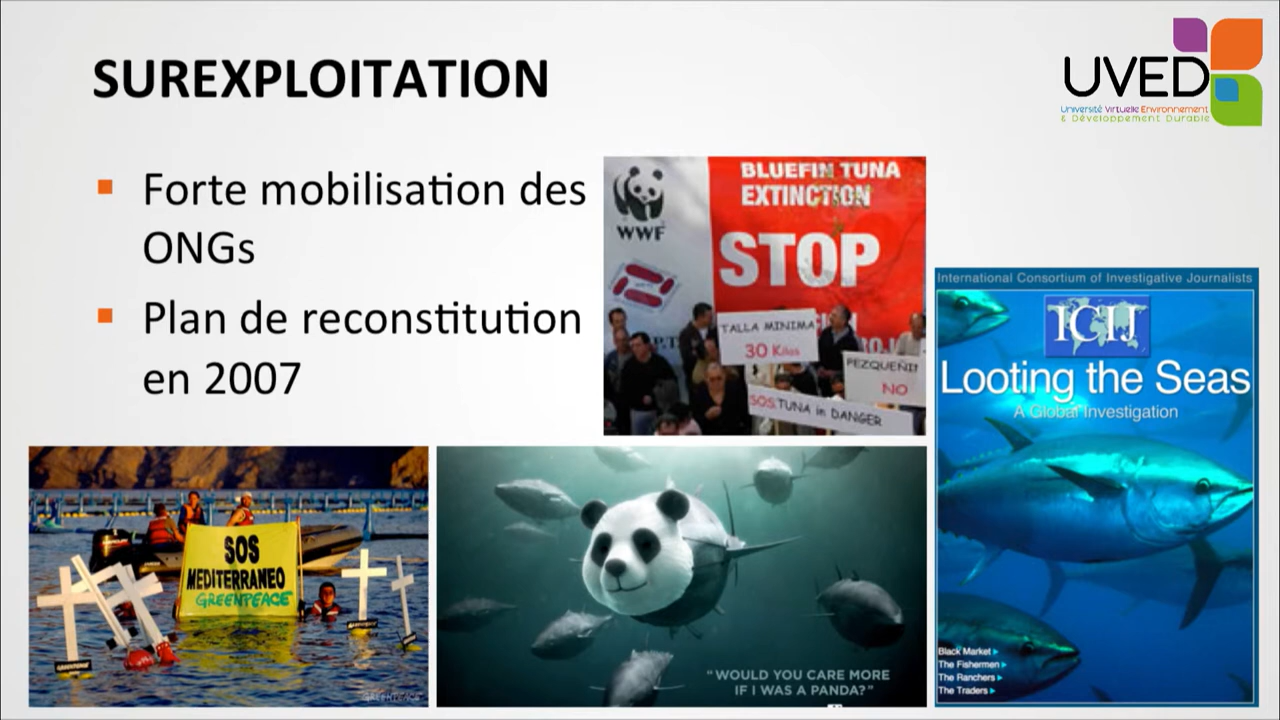 SUREXPLOITATION
UVED
Université Virtuelle Environnement
& Développement Durable
Forte mobilisation des
ONGs
Plan de reconstitution
en 2007
WWF
BLUEFIN TUNA
EXTINCTION
STOP
TALLA MINIMA
30 Kilos
PEZQUEÑI
NO
SOS TUNA in DANGER
International Consortium of Investigative Journalists
ICIJ
Looting the Seas
A Global Investigation
Black Market
The Fishermen
The Ranchers
The Traders
SOS
MEDITERRANEO
GREENPEACE
GREENPEACE
"WOULD YOU CARE MORE
IF I WAS A PANDA?"